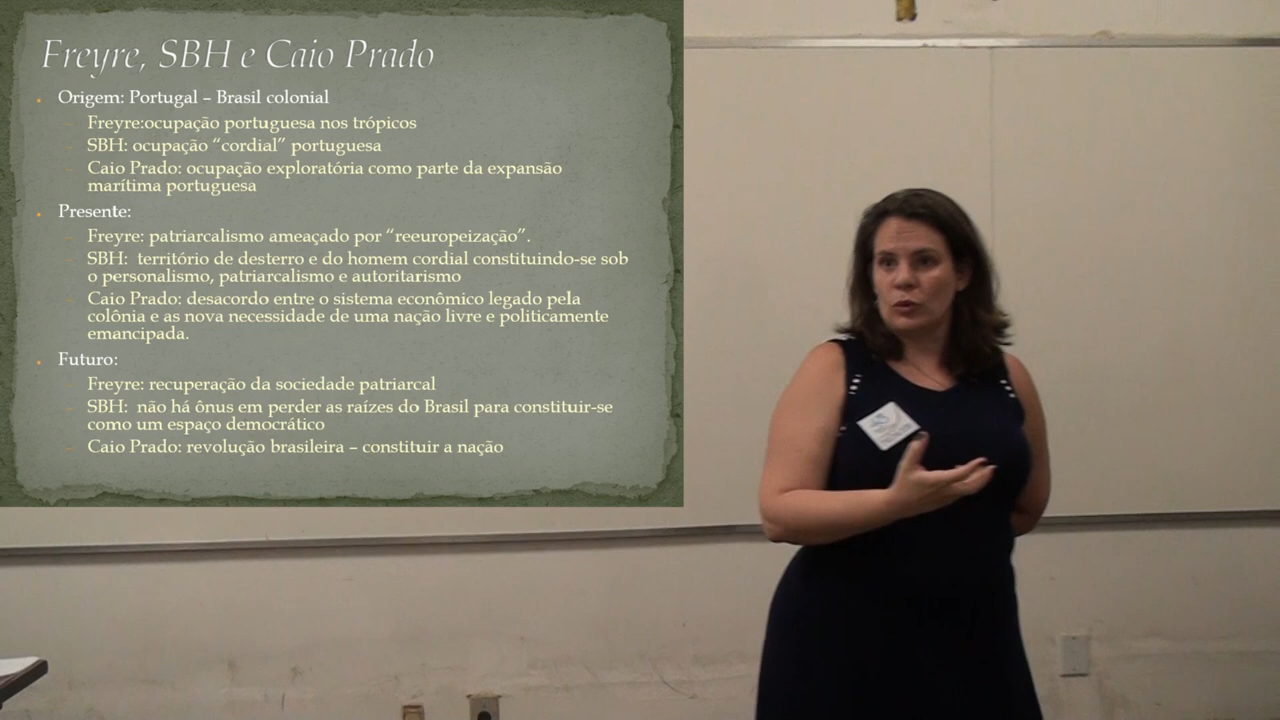 Freyre, SBH e Caio Prado
Origem: Portugal – Brasil colonial
Freyre:ocupação portuguesa nos trópicos
SBH: ocupação “cordial” portuguesa
Caio Prado: ocupação exploratória como parte da expansão
marítima portuguesa
Presente:
Freyre: patriarcalismo ameaçado por “reeuropeização”.
SBH: território de desterro e do homem cordial constituindo-se sob
o personalismo, patriarcalismo e autoritarismo
Caio Prado: desacordo entre o sistema econômico legado pela
colônia e as nova necessidade de uma nação livre e politicamente
emancipada.
Futuro:
Freyre: recuperação da sociedade patriarcal
SBH: não há ônus em perder as raízes do Brasil para constituir-se
como um espaço democrático
Caio Prado: revolução brasileira – constituir a nação